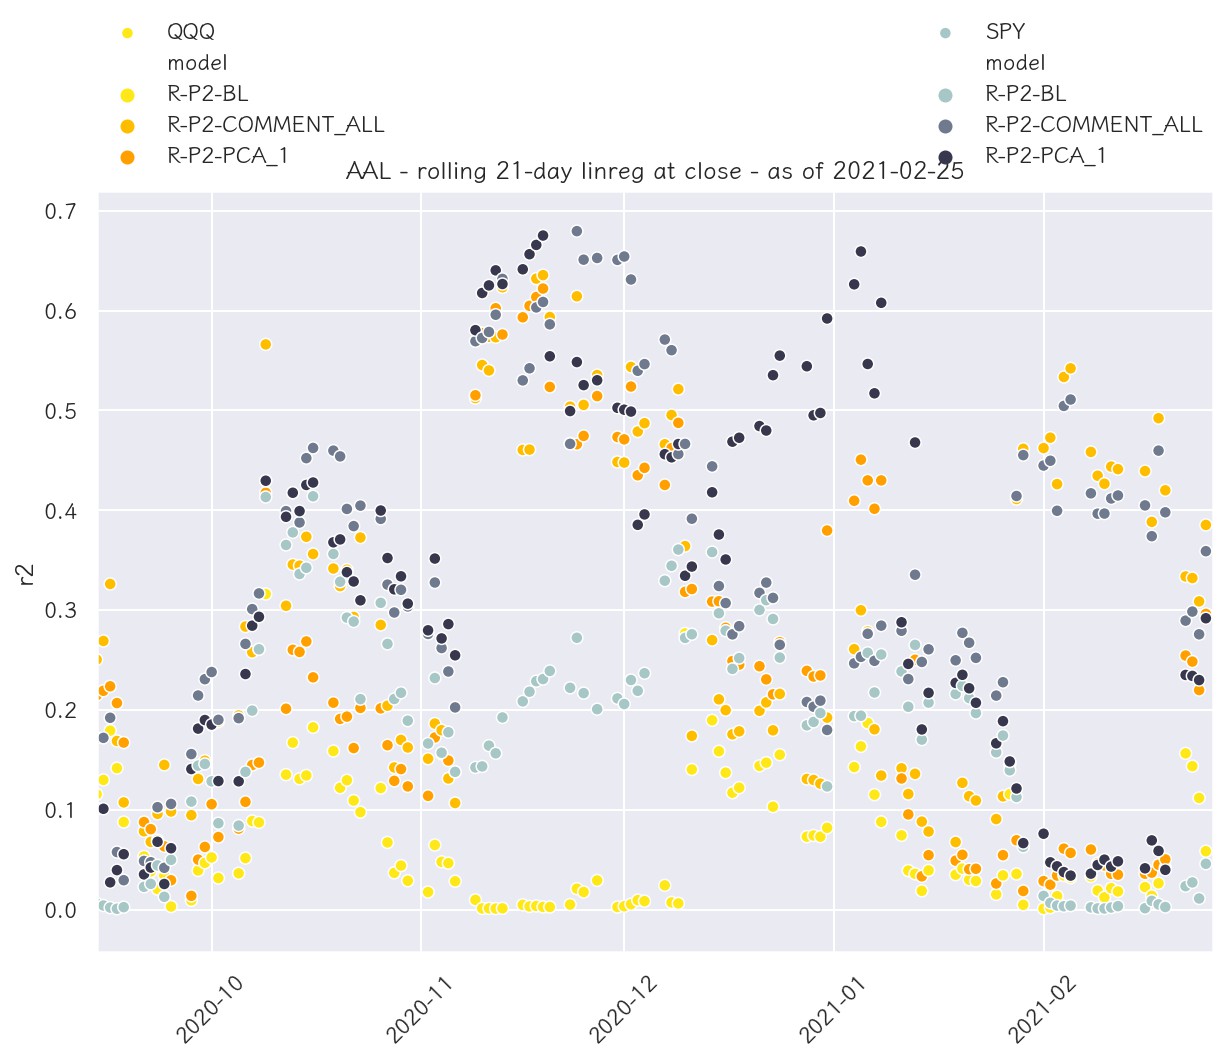 QQQ
model
R-P2-BL
R-P2-COMMENT_ALL
R-P2-PCA_1
SPY
model
R-P2-BL
R-P2-COMMENT_ALL
R-P2-PCA_1
AAL - rolling 21-day linreg at close - as of 2021-02-25
0.7
0.6
0.5
0.4
0.3
0.2
0.1
0.0
r2
2020-10
2020-11
2020-12
2021-01
2021-02